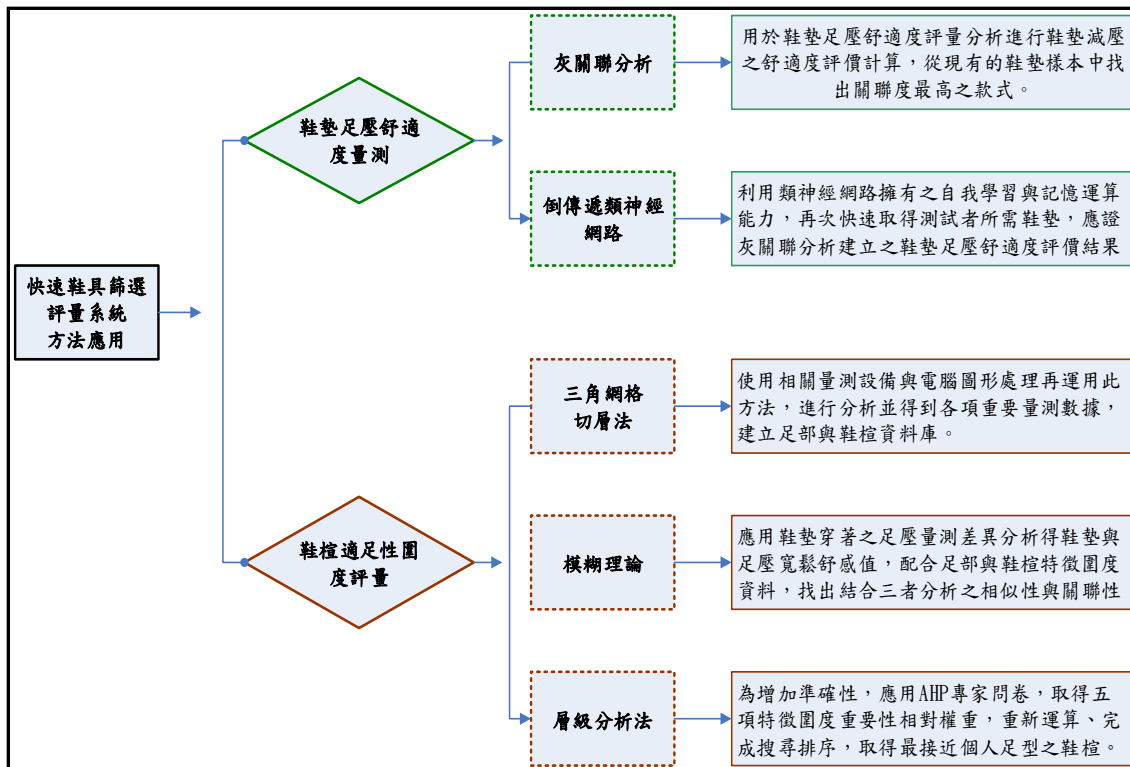 快速鞋具篩選
評量系統
方法應用
鞋墊足壓舒適
度量測
灰關聯分析
用於鞋墊足壓舒適度評量分析進行鞋墊減壓
之舒適度評價計算，從現有的鞋墊樣本中找
出關聯度最高之款式。
倒傳遞類神經
網路
利用類神經網路擁有之自我學習與記憶運算
能力，再次快速取得測試者所需鞋墊，應證
灰關聯分析建立之鞋墊足壓舒適度評價結果
鞋楦適足性圍
度評量
三角網格
切層法
使用相關量測設備與電腦圖形處理再運用此
方法，進行分析並得到各項重要量測數據，
建立足部與鞋楦資料庫。
模糊理論
應用鞋墊穿著之足壓量測差異分析得鞋墊與
足壓寬鬆舒感值，配合足部與鞋楦特徵圍度
資料，找出結合三者分析之相似性與關聯性
層級分析法
為增加準確性，應用AHP專家問卷，取得五
項特徵圍度重要性相對權重，重新運算、完
成搜尋排序，取得最接近個人足型之鞋楦。